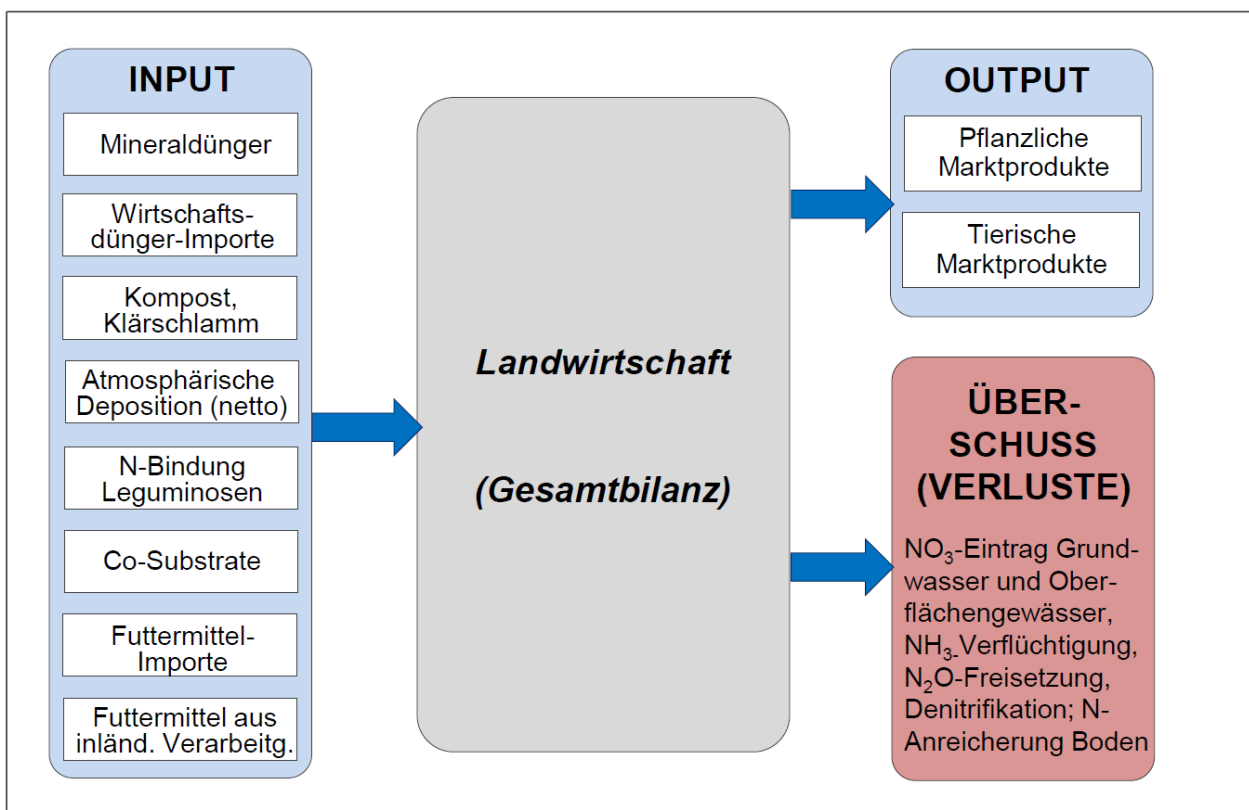 INPUT
Mineraldünger
Wirtschafts-
dünger-Importe
Kompost,
Klärschlamm
Atmosphärische
Deposition (netto)
N-Bindung
Leguminosen
Co-Substrate
Futtermittel-
Importe
Futtermittel aus
inländ. Verarbeitg.
Landwirtschaft
(Gesamtbilanz)
OUTPUT
Pflanzliche
Marktprodukte
Tierische
Marktprodukte
ÜBER-
SCHUSS
(VERLUSTE)
NO₃-Eintrag Grund-
wasser und Ober-
flächengewässer,
NH₃-Verflüchtigung,
N₂O-Freisetzung,
Denitrifikation; N-
Anreicherung Boden